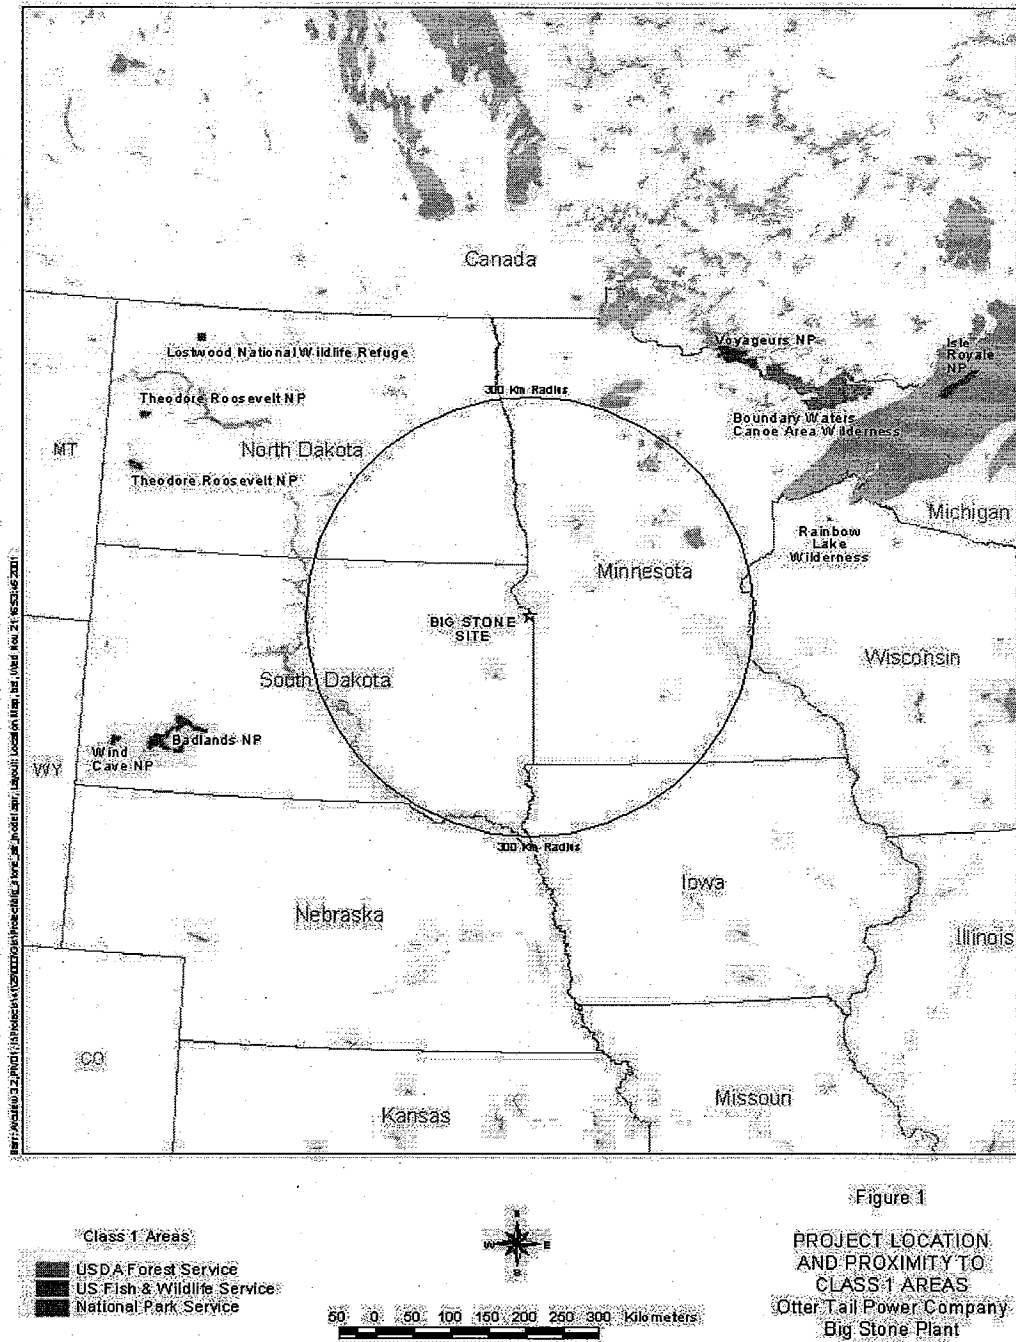 Canada
Lostwood National Wildlife Refuge
Voyageurs NP
Isle
Royale
NP
300 Km Radius
Theodore Roosevelt NP
Boundary Waters
Canoe Area Wilderness
MT
North Dakota
Theodore Roosevelt NP
Michigan
Rainbow
Lake
Wilderness
Minnesota
BIG STONE
SITE
Wisconsin
South Dakota
Badlands NP
Wind
Cave NP
WY
300 Km Radius
Iowa
Nebraska
Illinois
CO
Missouri
Kansas
Figure 1
Class 1 Areas
W E
S
PROJECT LOCATION
AND PROXIMITY TO
CLASS 1 AREAS
Otter Tail Power Company
Big Stone Plant
USDA Forest Service
US Fish & Wildlife Service
National Park Service
50 0 50 100 150 200 250 300 Kilometers